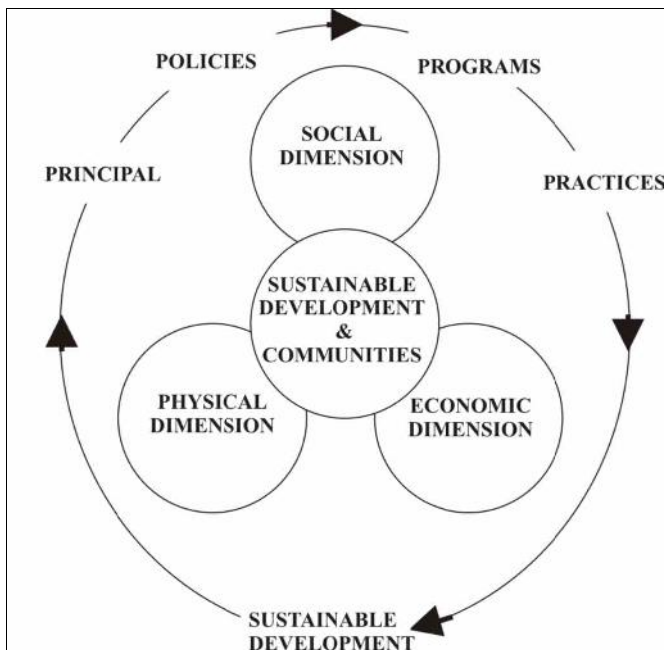 POLICIES
PROGRAMS
SOCIAL
DIMENSION
PRINCIPAL
PRACTICES
SUSTAINABLE
DEVELOPMENT
&
COMMUNITIES
PHYSICAL
DIMENSION
ECONOMIC
DIMENSION
SUSTAINABLE
DEVELOPMENT